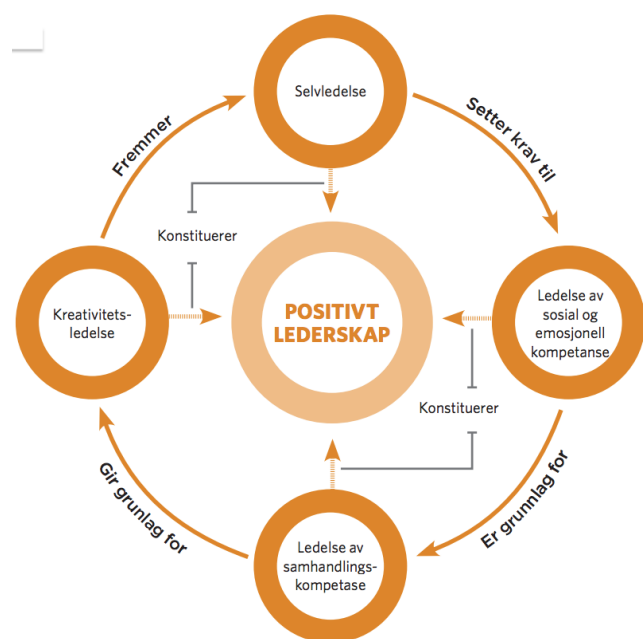 Selvledelse
Fremmer
Setter krav til
Konstituerer
Kreativitets-
ledelse
POSITIVT
LEDERSKAP
Ledelse av
sosial og
emosjonell
kompetanse
Konstituerer
Gir grunlag for
Er grunnlag for
Ledelse av
samhandlings-
kompetase